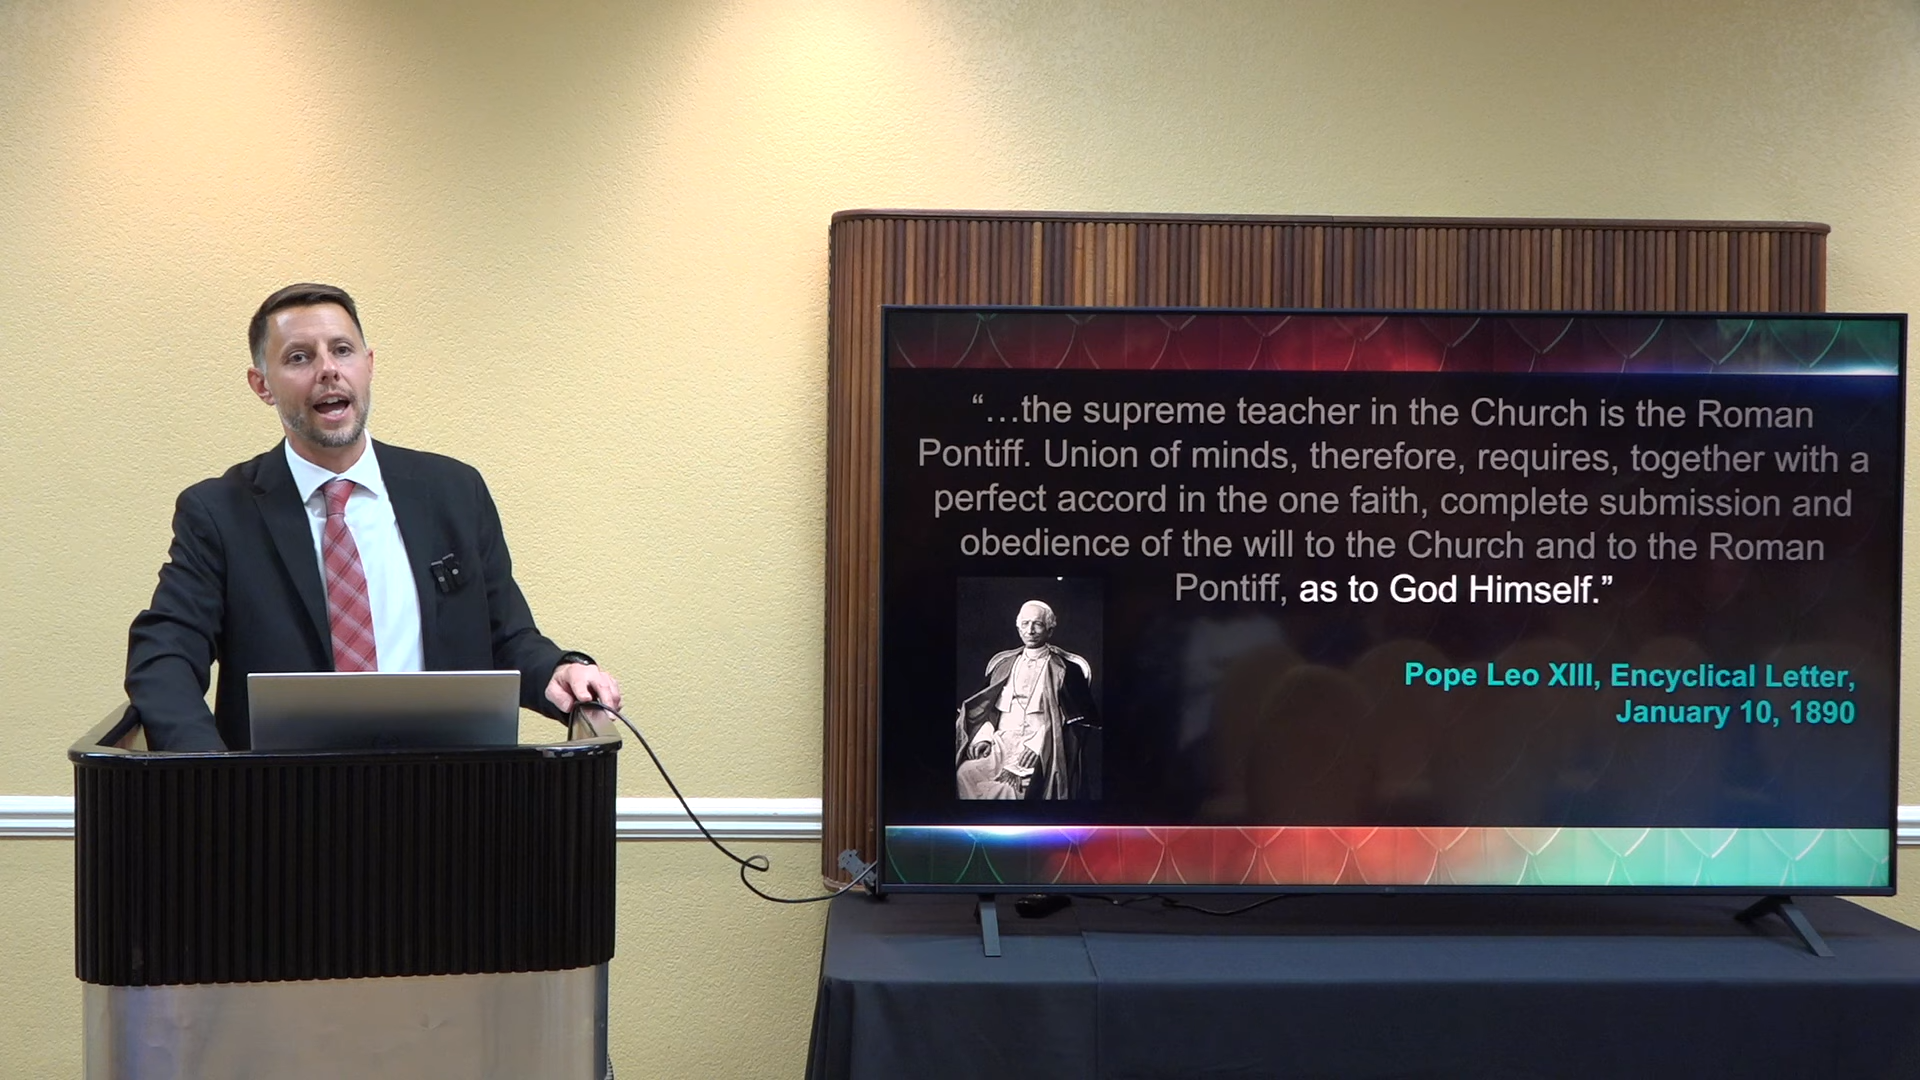 “…the supreme teacher in the Church is the Roman
Pontiff. Union of minds, therefore, requires, together with a
perfect accord in the one faith, complete submission and
obedience of the will to the Church and to the Roman
Pontiff, as to God Himself.”
Pope Leo XIII, Encyclical Letter,
January 10, 1890